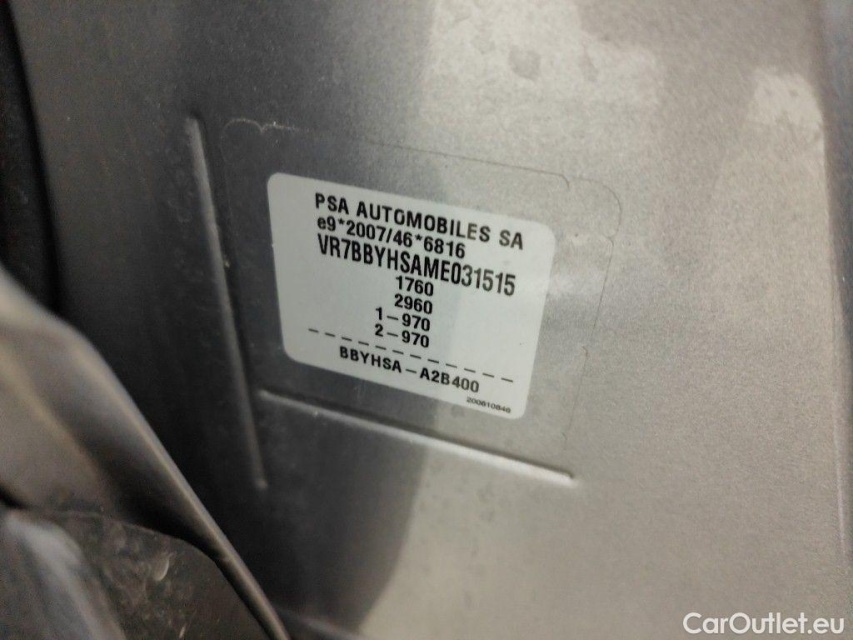 PSA AUTOMOBILES SA
e9*2007/46*6816
VR7BBYHSAME031515
1760
2960
1-970
2-970
BBYHSA-A2B400
200810846
CarOutlet.eu